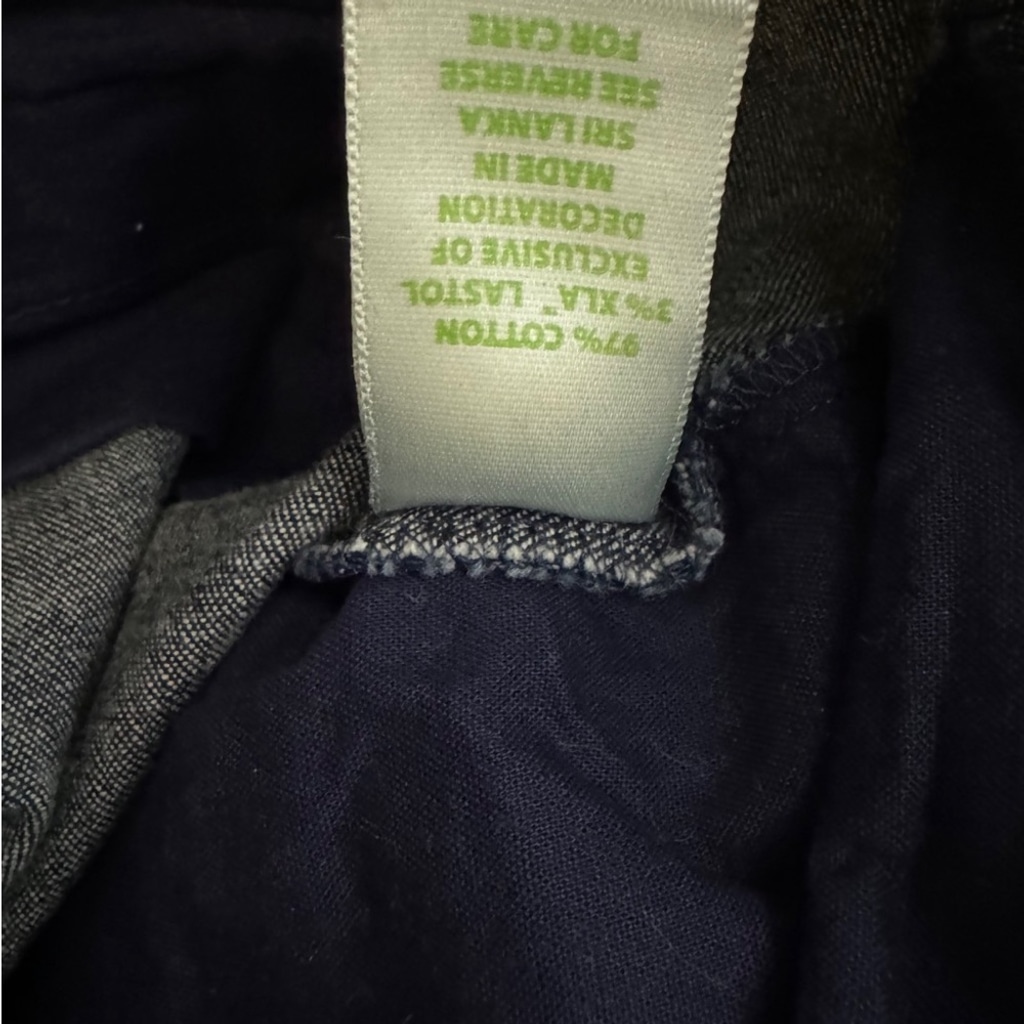 97% COTTON
3% XLA™ LASTOL
EXCLUSIVE OF
DECORATION
MADE IN
SRI LANKA
SEE REVERSE
FOR CARE